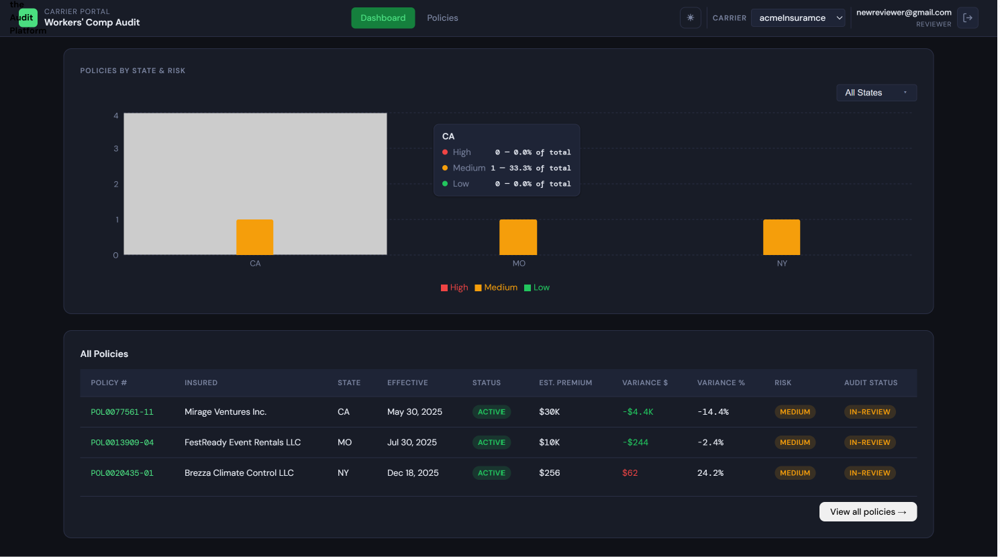 the
Audit
Platform
CARRIER PORTAL
Workers' Comp Audit
Dashboard
Policies
CARRIER
acmeInsuramce
newreviewer@gmail.com
REVIEWER
POLICIES BY STATE & RISK
All States
4
3
2
1
0
CA
High 0 — 0.0% of total
Medium 1 — 33.3% of total
Low 0 — 0.0% of total
CA MO NY
High Medium Low
All Policies
POLICY # INSURED STATE EFFECTIVE STATUS EST. PREMIUM VARIANCE $ VARIANCE % RISK AUDIT STATUS
POL0077561-11 Mirage Ventures Inc. CA May 30, 2025 ACTIVE $30K -$4.4K -14.4% MEDIUM IN-REVIEW
POL0013909-04 FestReady Event Rentals LLC MO Jul 30, 2025 ACTIVE $10K -$244 -2.4% MEDIUM IN-REVIEW
POL0020435-01 Brezza Climate Control LLC NY Dec 18, 2025 ACTIVE $256 $62 24.2% MEDIUM IN-REVIEW
View all policies →